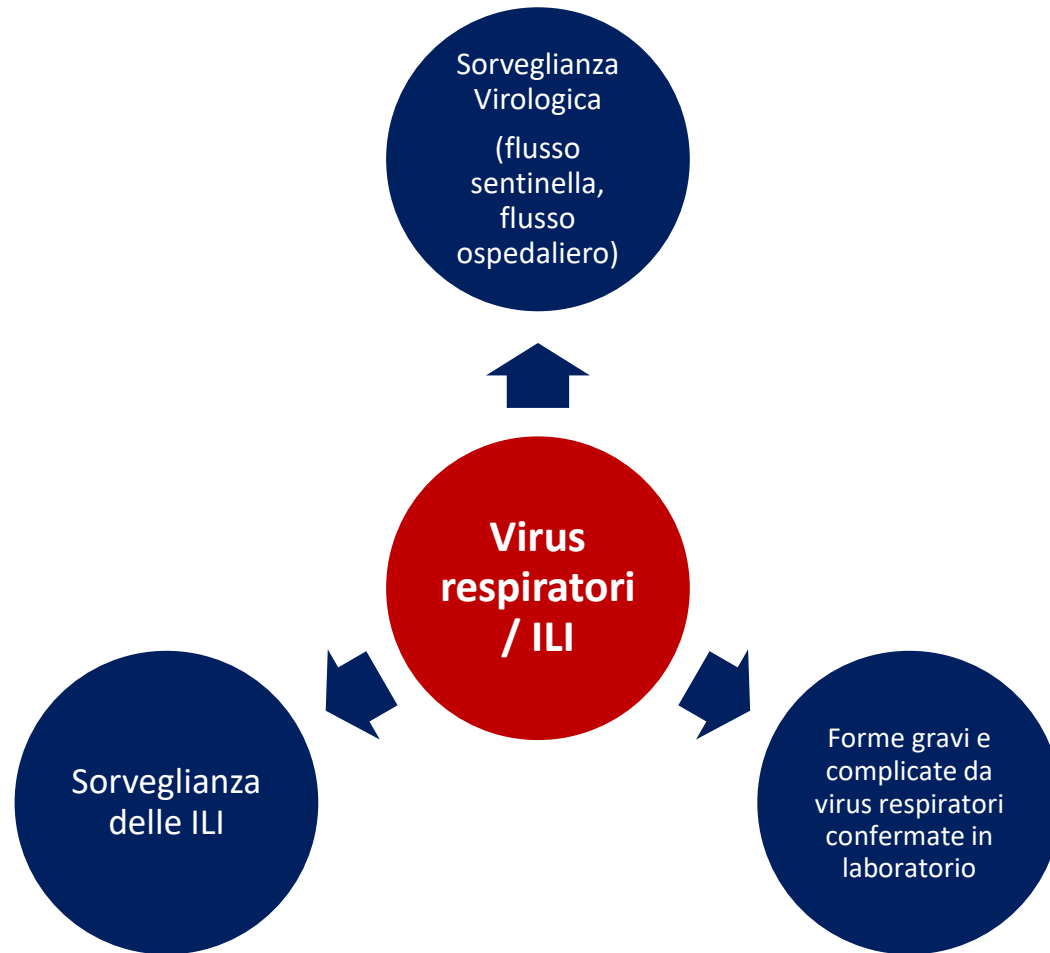 Sorveglianza
Virologica
(flusso
sentinella,
flusso
ospedaliero)
Virus
respiratori
/ ILI
Sorveglianza
delle ILI
Forme gravi e
complicate da
virus respiratori
confermate in
laboratorio